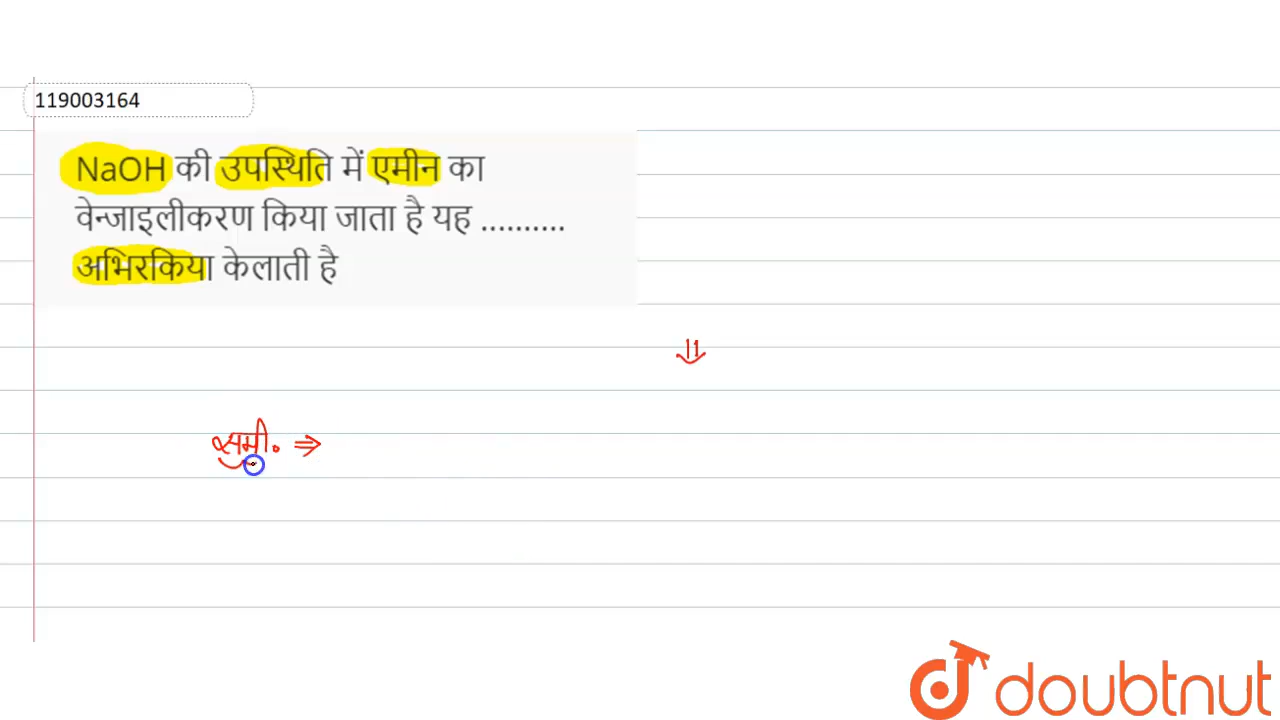 119003164
NaOH की उपस्थिति में एमीन का
वेन्जाइलीकरण किया जाता है यह ..........
अभिरकिया केलाती है
समी. ⇒
doubtnut